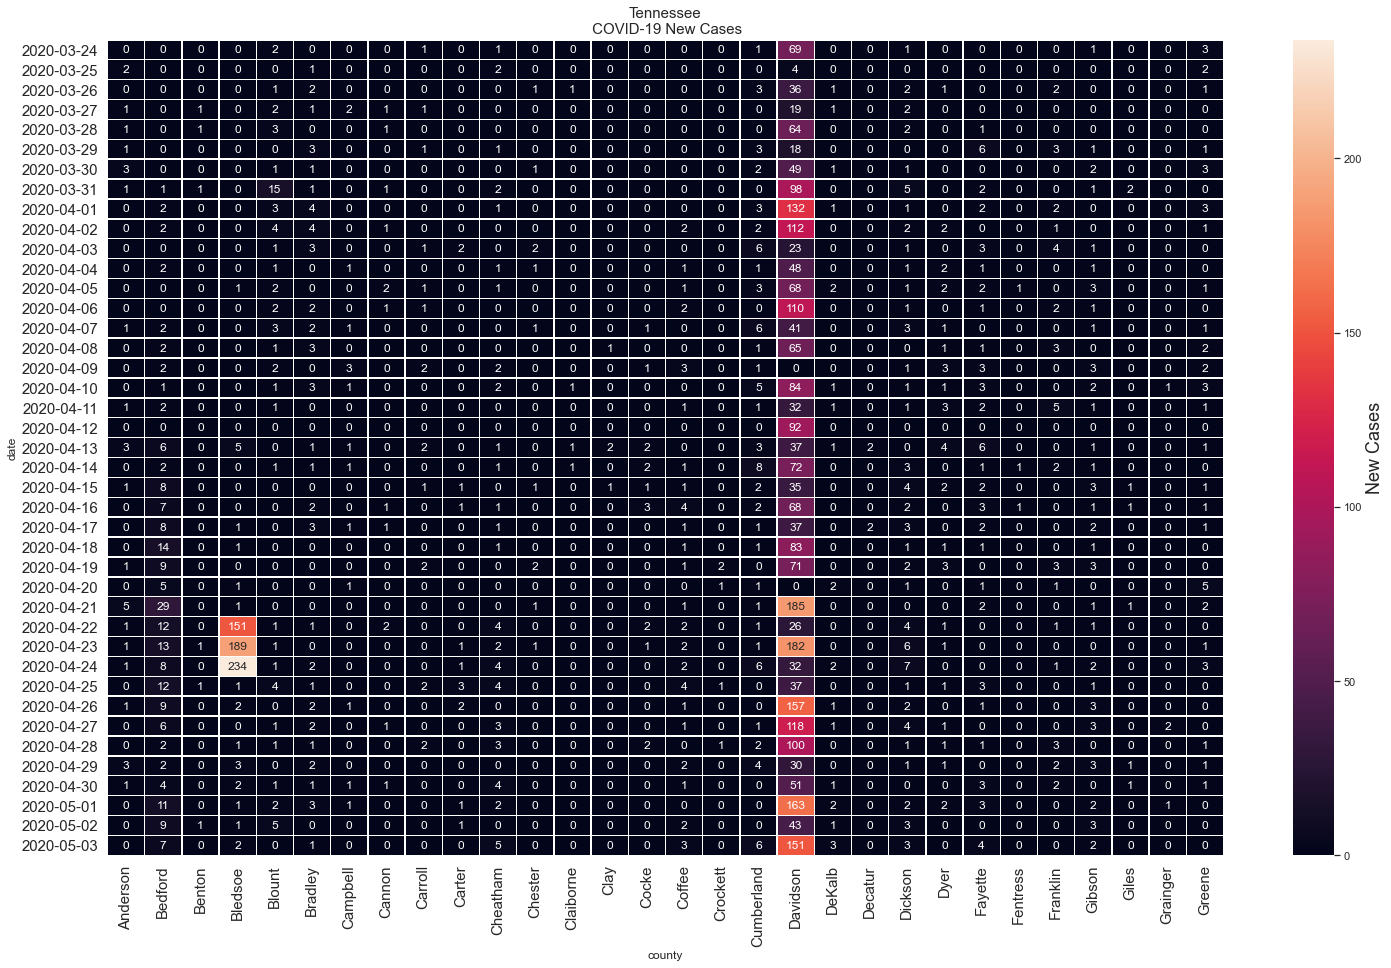 Tennessee
COVID-19 New Cases
2020-03-24 0 0 0 0 2 0 0 0 1 0 1 0 0 0 0 0 0 1 69 0 0 1 0 0 0 0 1 0 0 3
2020-03-25 2 0 0 0 0 1 0 0 0 0 2 0 0 0 0 0 0 0 4 0 0 0 0 0 0 0 0 0 0 2
2020-03-26 0 0 0 0 1 2 0 0 0 0 0 1 1 0 0 0 0 3 36 1 0 2 1 0 0 2 0 0 0 1
2020-03-27 1 0 1 0 2 1 2 1 1 0 0 0 0 0 0 0 0 0 19 1 0 2 0 0 0 0 0 0 0 0
2020-03-28 1 0 1 0 3 0 0 1 0 0 0 0 0 0 0 0 0 0 64 0 0 2 0 1 0 0 0 0 0 0
2020-03-29 1 0 0 0 0 3 0 0 1 0 1 0 0 0 0 0 0 3 18 0 0 0 0 6 0 3 1 0 0 1
2020-03-30 3 0 0 0 1 1 0 0 0 0 0 1 0 0 0 0 0 2 49 1 0 1 0 0 0 0 2 0 0 3
2020-03-31 1 1 1 0 15 1 0 1 0 0 2 0 0 0 0 0 0 0 98 0 0 5 0 2 0 0 1 2 0 0
2020-04-01 0 2 0 0 3 4 0 0 0 0 1 0 0 0 0 0 0 3 132 1 0 1 0 2 0 2 0 0 0 3
2020-04-02 0 2 0 0 4 4 0 1 0 0 0 0 0 0 0 2 0 2 112 0 0 2 2 0 0 1 0 0 0 1
2020-04-03 0 0 0 0 1 3 0 0 1 2 0 2 0 0 0 0 0 6 23 0 0 1 0 3 0 4 1 0 0 0
2020-04-04 0 2 0 0 1 0 1 0 0 0 1 1 0 0 0 1 0 1 48 0 0 1 2 1 0 0 1 0 0 0
2020-04-05 0 0 0 1 2 0 0 2 1 0 1 0 0 0 0 1 0 3 68 2 0 1 2 2 1 0 3 0 0 1
2020-04-06 0 0 0 0 2 2 0 1 1 0 0 0 0 0 0 2 0 0 110 0 0 1 0 1 0 2 1 0 0 0
2020-04-07 1 2 0 0 3 2 1 0 0 0 0 1 0 0 1 0 0 6 41 0 0 3 1 0 0 0 1 0 0 1
2020-04-08 0 2 0 0 1 3 0 0 0 0 0 0 0 1 0 0 0 1 65 0 0 0 1 1 0 3 0 0 0 2
2020-04-09 0 2 0 0 2 0 3 0 2 0 2 0 0 0 1 3 0 1 0 0 0 1 3 3 0 0 3 0 0 2
2020-04-10 0 1 0 0 1 3 1 0 0 0 2 0 1 0 0 0 0 5 84 1 0 1 1 3 0 0 2 0 1 3
2020-04-11 1 2 0 0 1 0 0 0 0 0 0 0 0 0 0 1 0 1 32 1 0 1 3 2 0 5 1 0 0 1
2020-04-12 0 0 0 0 0 0 0 0 0 0 0 0 0 0 0 0 0 0 92 0 0 0 0 0 0 0 0 0 0 0
2020-04-13 3 6 0 5 0 1 1 0 2 0 1 0 1 2 2 0 0 3 37 1 2 0 4 6 0 0 1 0 0 1
2020-04-14 0 2 0 0 1 1 1 0 0 0 1 0 1 0 2 1 0 8 72 0 0 3 0 1 1 2 1 0 0 0
2020-04-15 1 8 0 0 0 0 0 0 1 1 0 1 0 1 1 1 0 2 35 0 0 4 2 2 0 0 3 1 0 1
2020-04-16 0 7 0 0 0 2 0 1 0 1 1 0 0 0 3 4 0 2 68 0 0 2 0 3 1 0 1 1 0 1
2020-04-17 0 8 0 1 0 3 1 1 0 0 1 0 0 0 0 1 0 1 37 0 2 3 0 2 0 0 2 0 0 1
2020-04-18 0 14 0 1 0 0 0 0 0 0 1 0 0 0 0 1 0 1 83 0 0 1 1 1 0 0 1 0 0 0
2020-04-19 1 9 0 0 0 0 0 0 2 0 0 2 0 0 0 1 2 0 71 0 0 2 3 0 0 3 3 0 0 0
2020-04-20 0 5 0 1 0 0 1 0 0 0 0 0 0 0 0 0 1 1 0 2 0 1 0 1 0 1 0 0 0 5
2020-04-21 5 29 0 1 0 0 0 0 0 0 0 1 0 0 0 1 0 1 185 0 0 0 0 2 0 0 1 1 0 2
2020-04-22 1 12 0 151 1 1 0 2 0 0 4 0 0 0 2 2 0 1 26 0 0 4 1 0 0 1 1 0 0 0
2020-04-23 1 13 1 189 1 0 0 0 0 1 2 1 0 0 1 2 0 1 182 0 0 6 1 0 0 0 0 0 0 1
2020-04-24 1 8 0 234 1 2 0 0 0 1 4 0 0 0 0 2 0 6 32 2 0 7 0 0 0 1 2 0 0 3
2020-04-25 0 12 1 1 4 1 0 0 2 3 4 0 0 0 0 4 1 0 37 0 0 1 1 3 0 0 1 0 0 0
2020-04-26 1 9 0 2 0 2 1 0 0 2 0 0 0 0 0 1 0 0 157 1 0 2 0 1 0 0 3 0 0 0
2020-04-27 0 6 0 0 1 2 0 1 0 0 3 0 0 0 0 1 0 1 118 1 0 4 1 0 0 0 3 0 2 0
2020-04-28 0 2 0 1 1 1 0 0 2 0 3 0 0 0 2 0 1 2 100 0 0 1 1 1 0 3 0 0 0 1
2020-04-29 3 2 0 3 0 2 0 0 0 0 0 0 0 0 0 2 0 4 30 0 0 1 1 0 0 2 3 1 0 1
2020-04-30 1 4 0 2 1 1 1 1 0 0 4 0 0 0 0 1 0 0 51 1 0 0 0 3 0 2 0 1 0 1
2020-05-01 0 11 0 1 2 3 1 0 0 1 2 0 0 0 0 0 0 0 163 2 0 2 2 3 0 0 2 0 1 0
2020-05-02 0 9 1 1 5 0 0 0 0 1 0 0 0 0 0 2 0 0 43 1 0 3 0 0 0 0 3 0 0 0
2020-05-03 0 7 0 2 0 1 0 0 0 0 5 0 0 0 0 3 0 6 151 3 0 3 0 4 0 0 2 0 0 0
date
Anderson Bedford Benton Bledsoe Blount Bradley Campbell Cannon Carroll Carter Cheatham Chester Claiborne Clay Cocke Coffee Crockett Cumberland Davidson DeKalb Decatur Dickson Dyer Fayette Fentress Franklin Gibson Giles Grainger Greene
county
200
150
100
50
0
New Cases